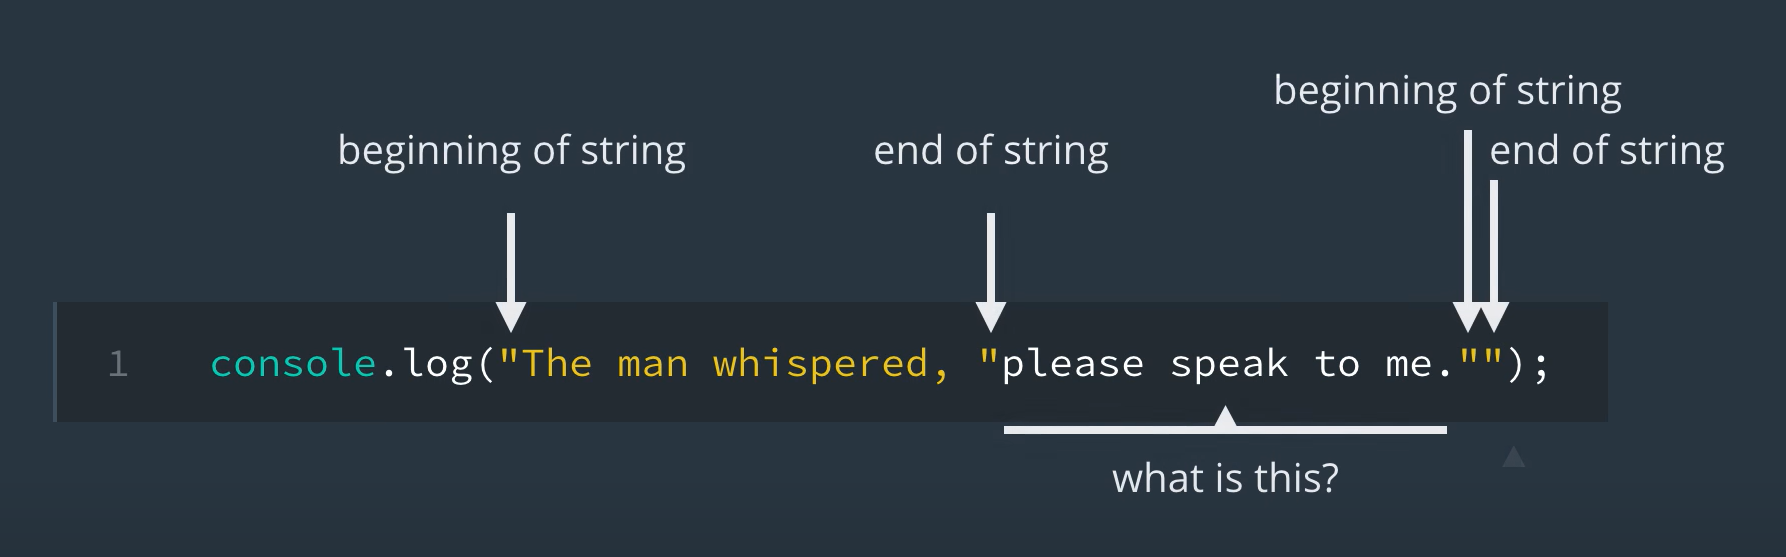 beginning of string
beginning of string end of string end of string
1 console.log("The man whispered, "please speak to me."");
what is this?